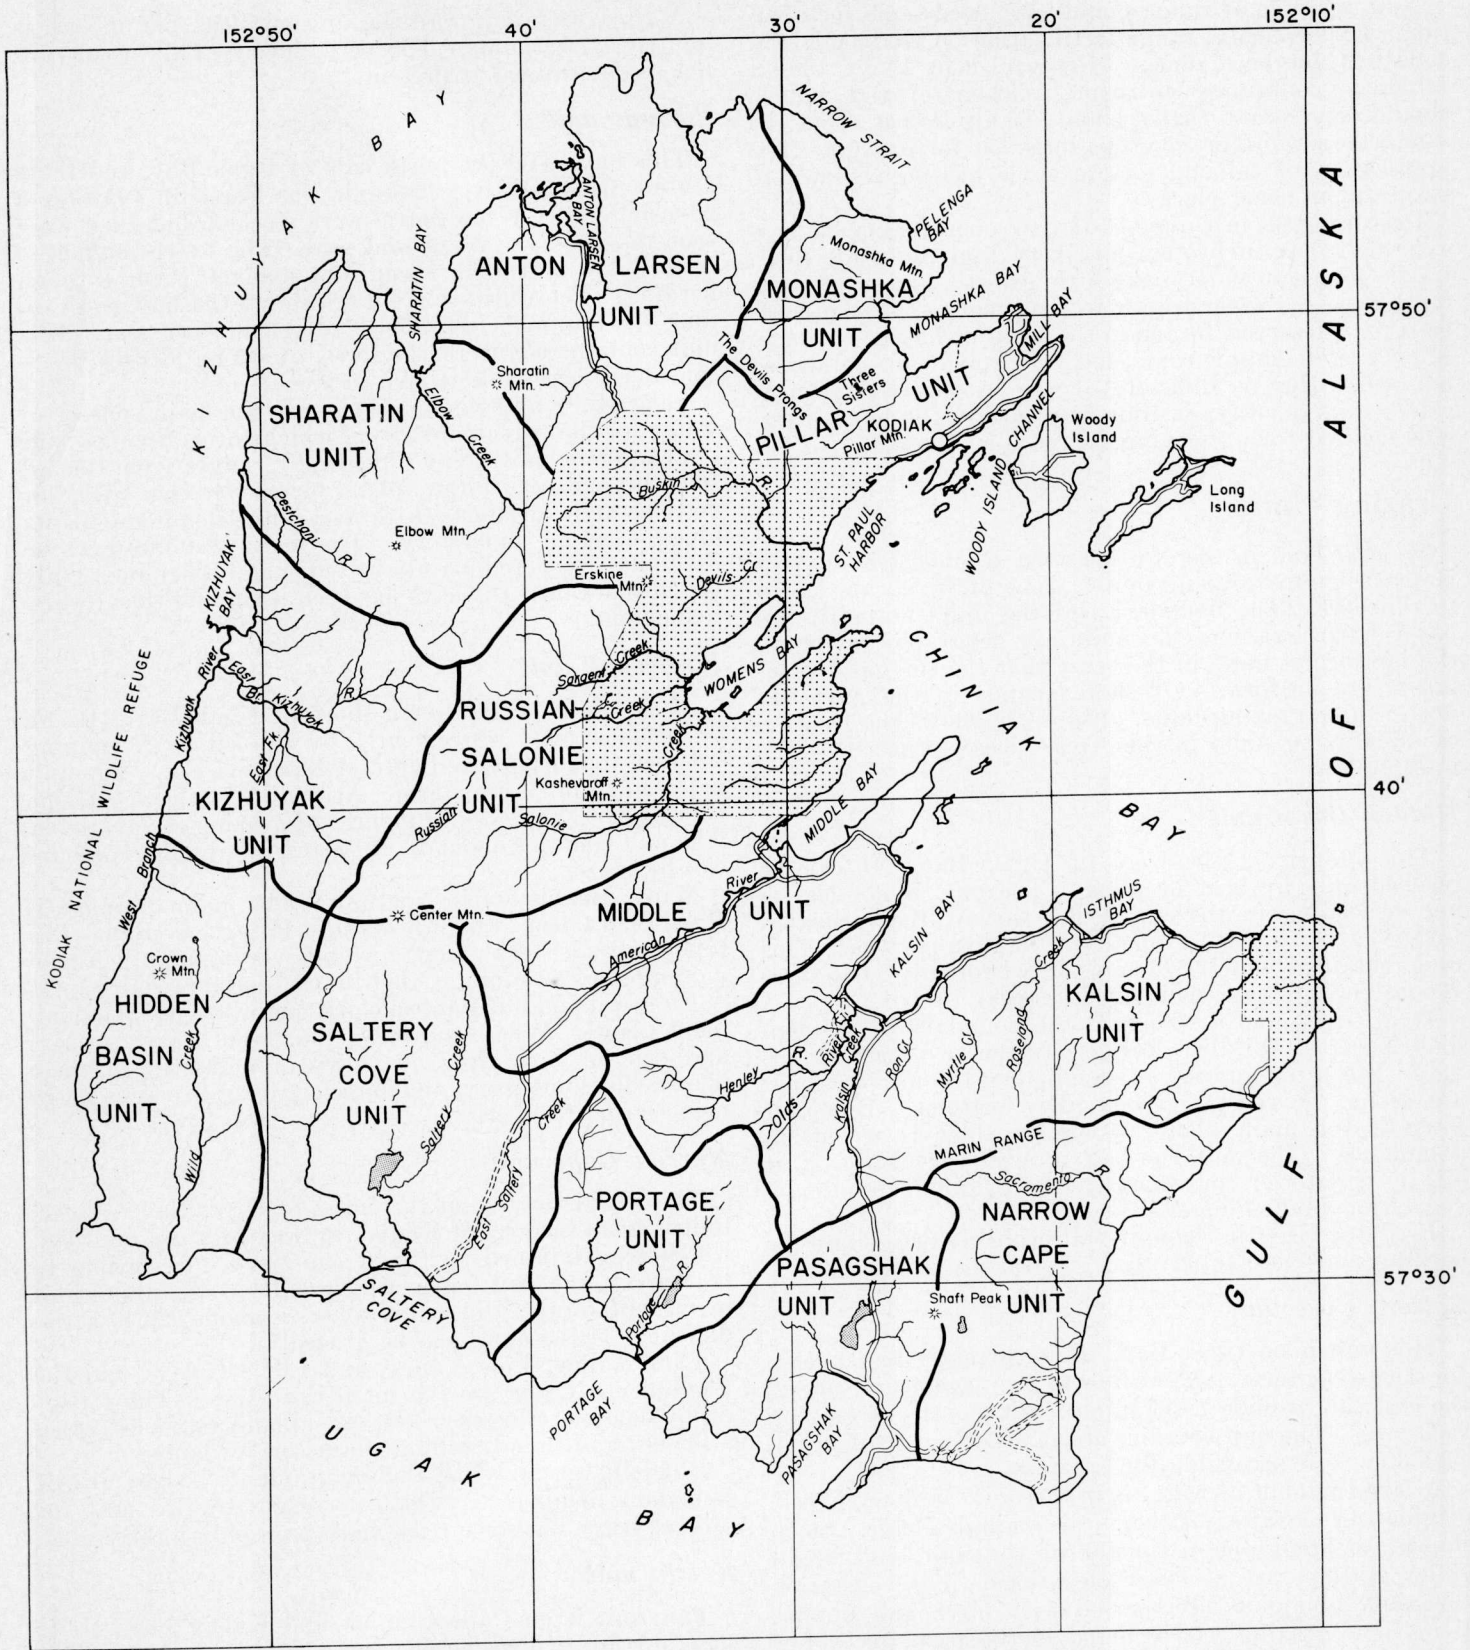 152°50'
40'
30'
20'
152°10'
KIZHUYAK BAY
NARROW STRAIT
PELENGA
BAY
SHARATIN BAY
ANTON LARSEN
BAY
ANTON LARSEN
UNIT
Monashka Mtn.
MONASHKA
UNIT
MONASHKA BAY
MILL BAY
57°50'
GULF OF ALASKA
The Devils Prongs
Three
Sisters
Sharatin
Mtn.
SHARATIN
UNIT
Elbow Creek
PILLAR UNIT
KODIAK
Pillar Mtn.
WOODY ISLAND CHANNEL
Woody
Island
Long
Island
Buskin R.
Pestchani R.
Elbow Mtn.
ST. PAUL
HARBOR
Erskine
Mtn.
Devils Cr.
KIZHUYAK
BAY
KODIAK NATIONAL WILDLIFE REFUGE
Kizhuyak River
East Br. Kizhuyak R.
East Fk.
Sargent Creek
WOMENS BAY
CHINIAK BAY
RUSSIAN
SALONIE
UNIT
Russian Creek
Kashevaroff
Mtn.
Salonie Creek
MIDDLE BAY
40'
KIZHUYAK
UNIT
West Branch
Center Mtn.
MIDDLE UNIT
American River
KALSIN BAY
ISTHMUS
BAY
Crown
Mtn.
HIDDEN
BASIN
UNIT
Wild Creek
SALTERY
COVE
UNIT
Saltery Creek
East Saltery Creek
KALSIN
UNIT
Roseland Creek
Myrtle Cr.
Ron Cr.
Henley R.
Olds River
Kalsin Creek
MARIN RANGE
Sacramento R.
PORTAGE
UNIT
Portage R.
NARROW
CAPE
UNIT
PASAGSHAK
UNIT
Shaft Peak
57°30'
SALTERY
COVE
PORTAGE
BAY
PASAGSHAK
BAY
UGAK BAY